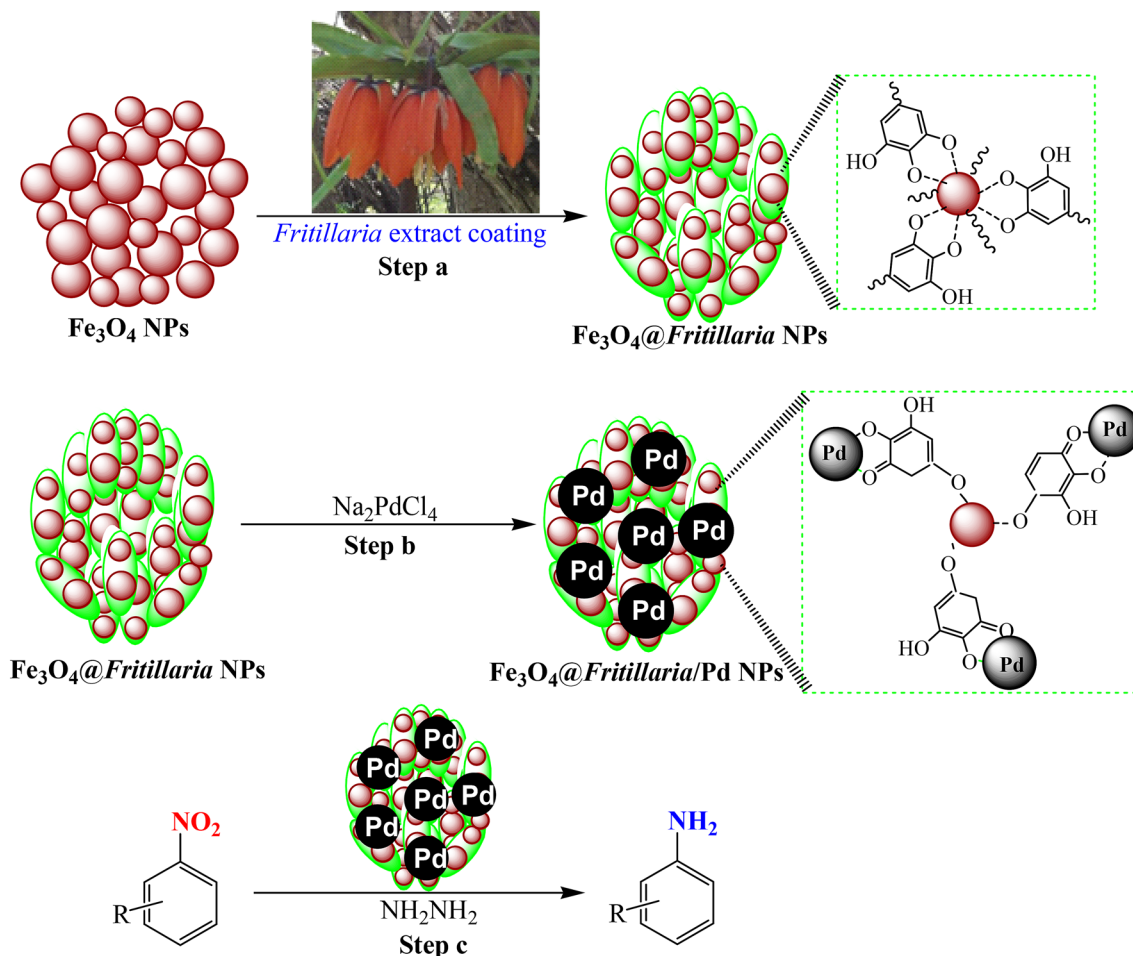 Fritillaria extract coating
Step a
Fe₃O₄ NPs
Fe₃O₄@Fritillaria NPs
HO
O
O
O
O
OH
O
O
OH
Na₂PdCl₄
Step b
Fe₃O₄@Fritillaria NPs
Pd
Pd
Pd
Pd
Pd
Pd
Fe₃O₄@Fritillaria/Pd NPs
OH
O
Pd
O
O
O
Pd
O
O
OH
O
O
HO
O
Pd
NO₂
R
Pd
Pd
Pd
Pd
Pd
Pd
NH₂NH₂
Step c
NH₂
R